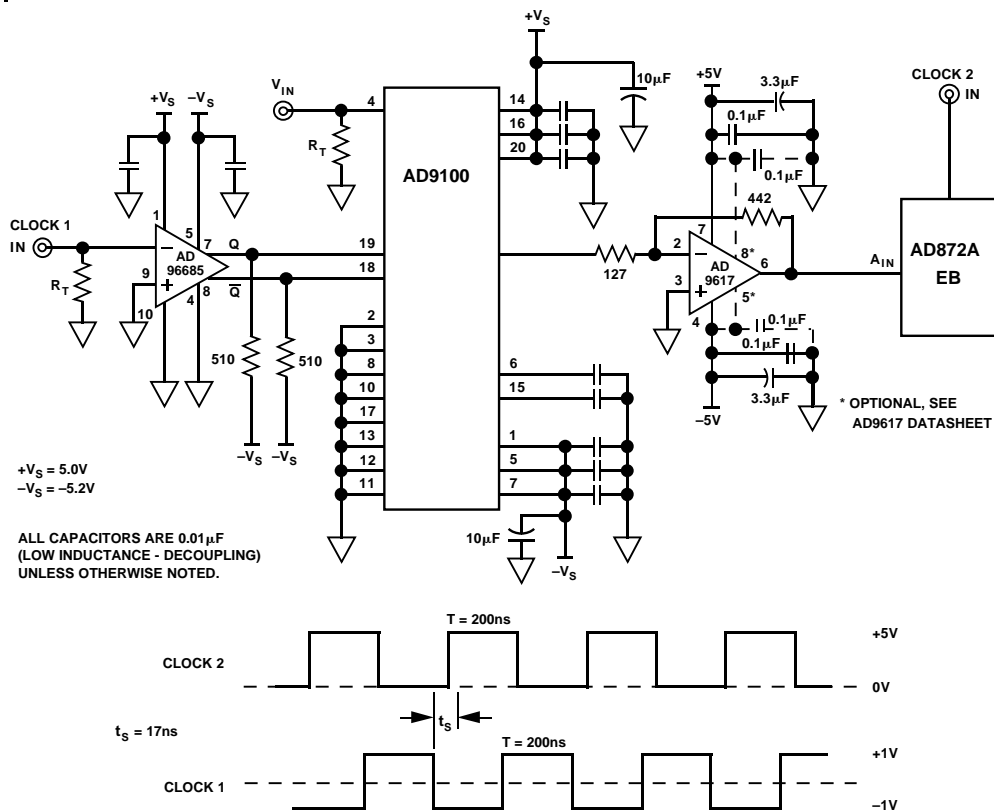 +VS
+5V
10µF
3.3µF
CLOCK 2
IN
VIN
+VS
–VS
4
14
0.1µF
16
RT
20
0.1µF
AD9100
442
CLOCK 1
IN
1
5
7
Q
19
127
2
7
8*
6
AIN
AD872A
EB
AD
96685
AD
9617
9
18
3
5*
RT
8
Q
10
4
4
0.1µF
2
0.1µF
3
510
510
8
6
3.3µF
10
15
–5V
* OPTIONAL, SEE
AD9617 DATASHEET
17
13
1
–VS
–VS
12
5
+VS = 5.0V
–VS = –5.2V
11
7
ALL CAPACITORS ARE 0.01µF
(LOW INDUCTANCE - DECOUPLING)
UNLESS OTHERWISE NOTED.
10µF
–VS
T = 200ns
+5V
CLOCK 2
0V
tS
tS = 17ns
T = 200ns
+1V
CLOCK 1
–1V